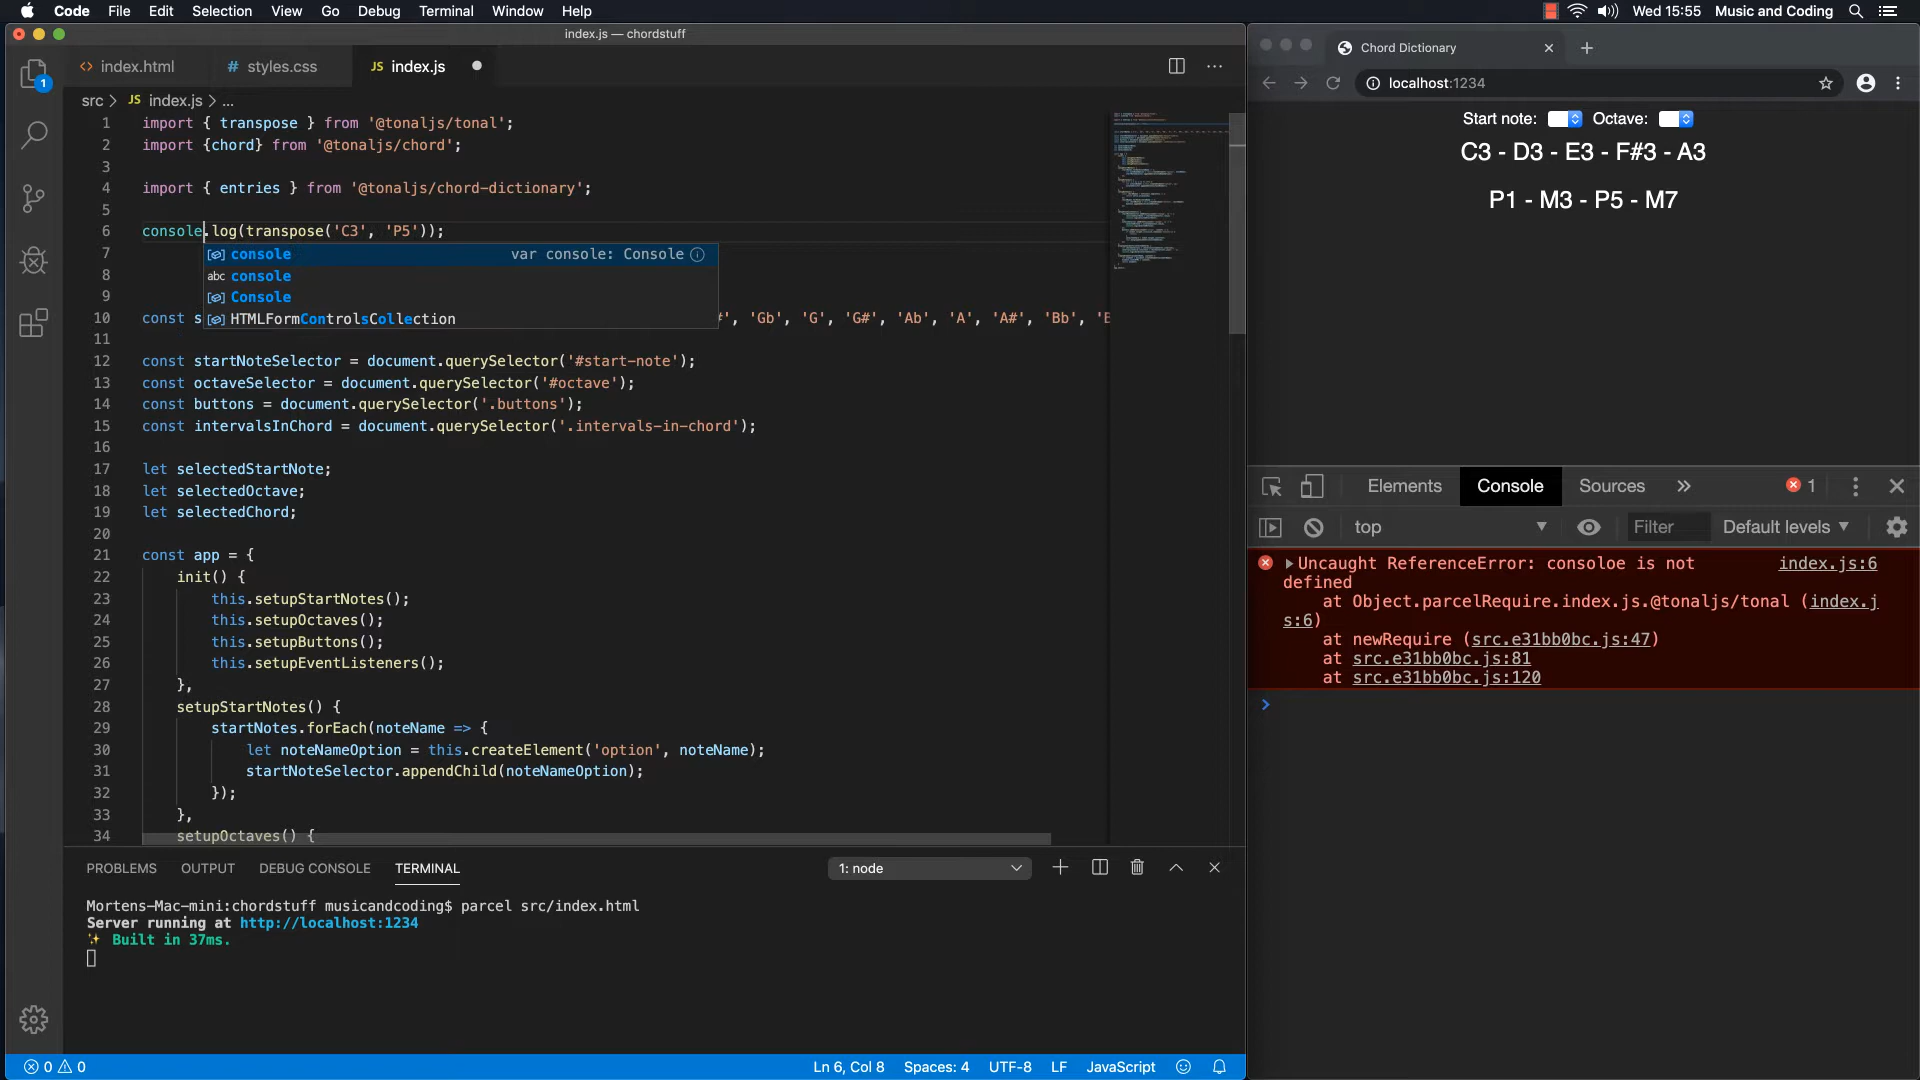 Code File Edit Selection View Go Debug Terminal Window Help Wed 15:55 Music and Coding
index.js — chordstuff
index.html styles.css JS index.js
src JS index.js ...
1 import { transpose } from '@tonaljs/tonal';
2 import {chord} from '@tonaljs/chord';
3
4 import { entries } from '@tonaljs/chord-dictionary';
5
6 console.log(transpose('C3', 'P5'));
7 console var console: Console
8 abc console
9 Console
HTMLFormControlsCollection
10 const s #', 'Gb', 'G', 'G#', 'Ab', 'A', 'A#', 'Bb',
11
12 const startNoteSelector = document.querySelector('#start-note');
13 const octaveSelector = document.querySelector('#octave');
14 const buttons = document.querySelector('.buttons');
15 const intervalsInChord = document.querySelector('.intervals-in-chord');
16
17 let selectedStartNote;
18 let selectedOctave;
19 let selectedChord;
20
21 const app = {
22 init() {
23 this.setupStartNotes();
24 this.setupOctaves();
25 this.setupButtons();
26 this.setupEventListeners();
27 },
28 setupStartNotes() {
29 startNotes.forEach(noteName => {
30 let noteNameOption = this.createElement('option', noteName);
31 startNoteSelector.appendChild(noteNameOption);
32 });
33 },
34 setupOctaves() {
PROBLEMS OUTPUT DEBUG CONSOLE TERMINAL 1: node
Mortens-Mac-mini:chordstuff musicandcoding$ parcel src/index.html
Server running at http://localhost:1234
Built in 37ms.
0 0 Ln 6, Col 8 Spaces: 4 UTF-8 LF JavaScript
1
Chord Dictionary
localhost:1234
Start note: Octave:
C3 - D3 - E3 - F#3 - A3
P1 - M3 - P5 - M7
Elements Console Sources 1
top Filter Default levels
Uncaught ReferenceError: consoloe is not index.js:6
defined
at Object.parcelRequire.index.js.@tonaljs/tonal (index.j
s:6)
at newRequire (src.e31bb0bc.js:47)
at src.e31bb0bc.js:81
at src.e31bb0bc.js:120